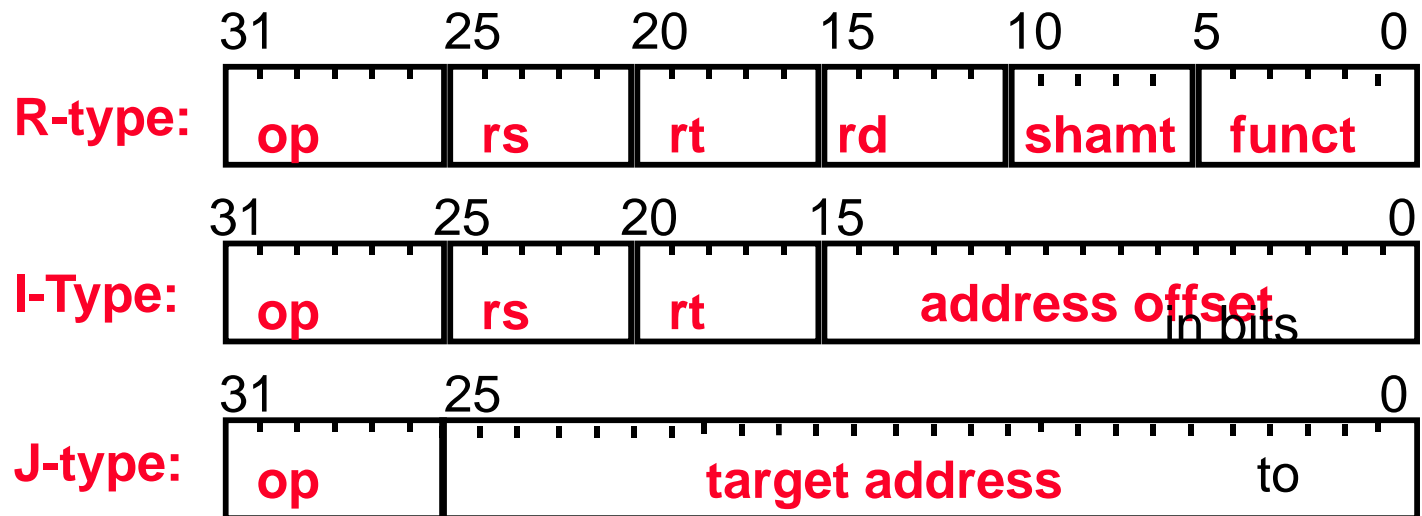 31 25 20 15 10 5 0
R-type: op rs rt rd shamt funct
31 25 20 15 0
I-Type: op rs rt address offset
in bits
31 25 0
J-type: op target address to